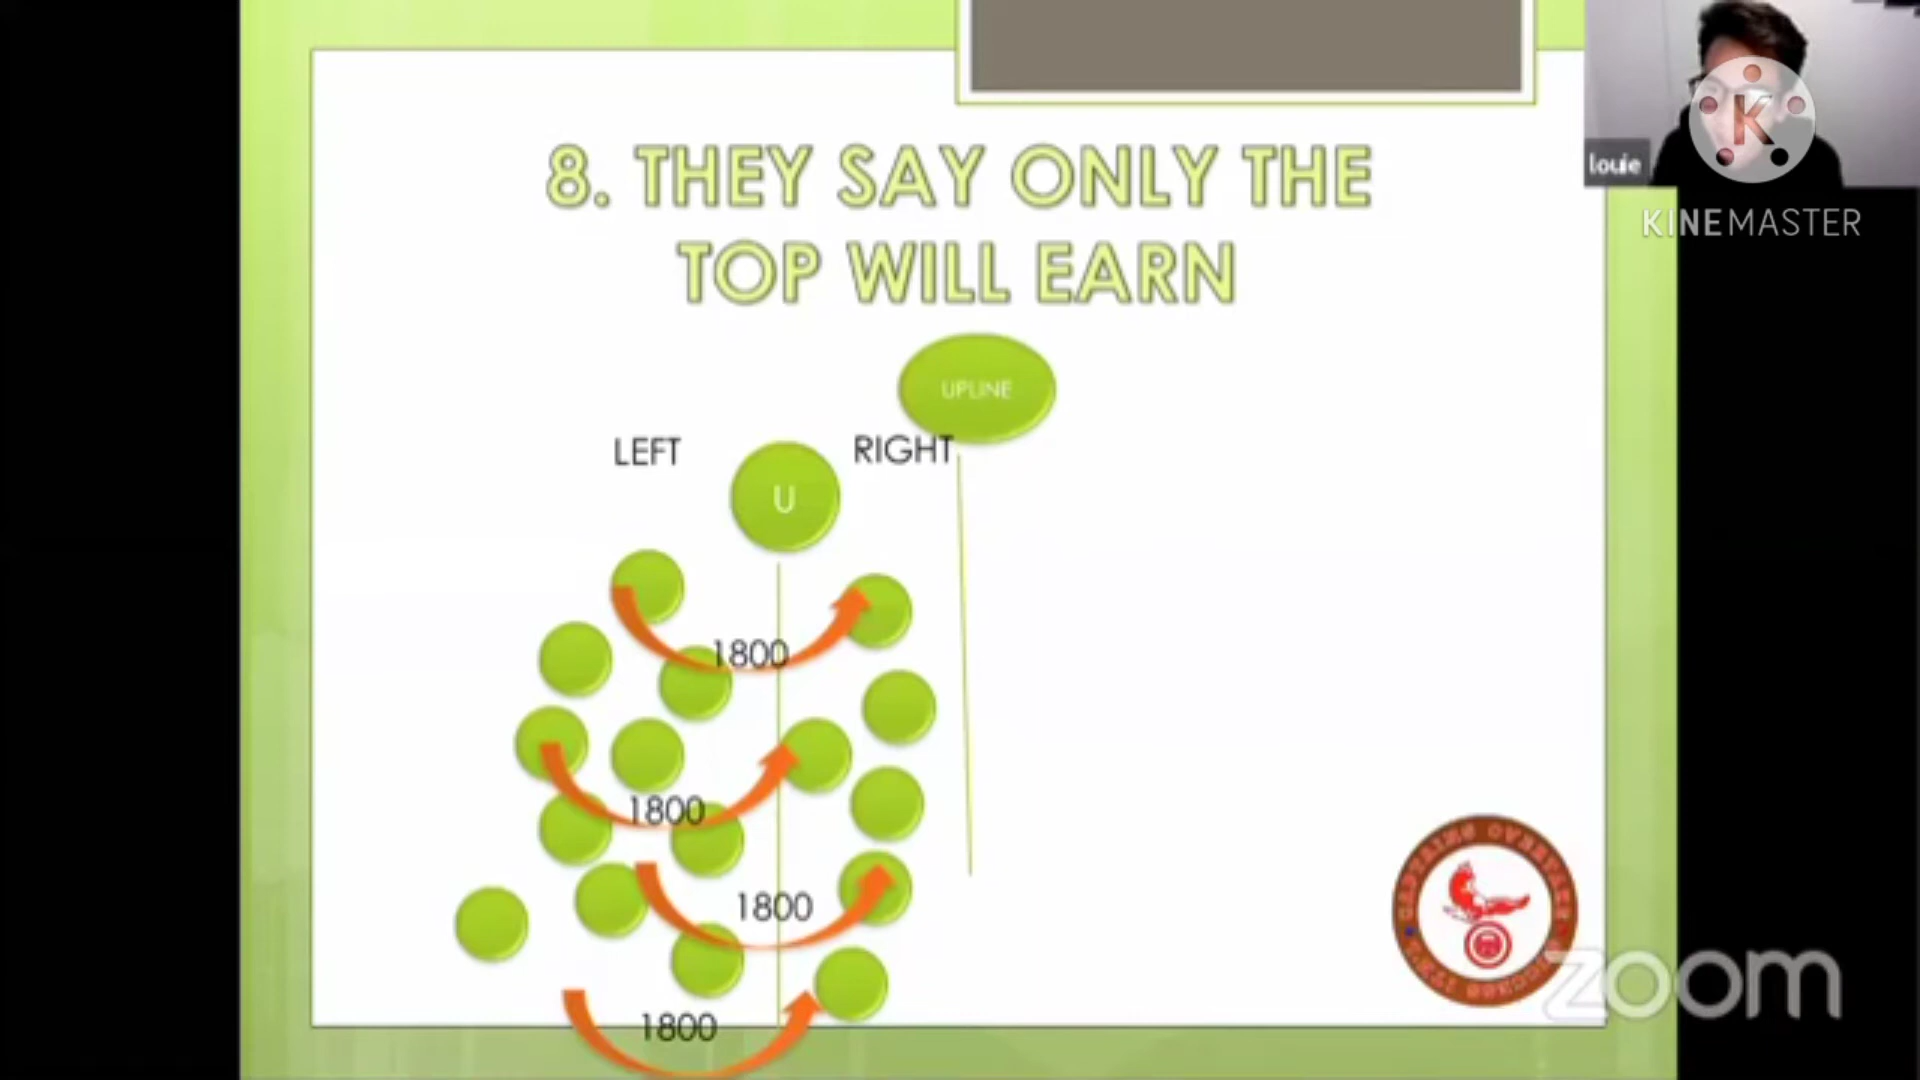 8. THEY SAY ONLY THE
TOP WILL EARN
UPLINE
LEFT
RIGHT
U
1800
1800
1800
1800
louie
K
KINEMASTER
zoom